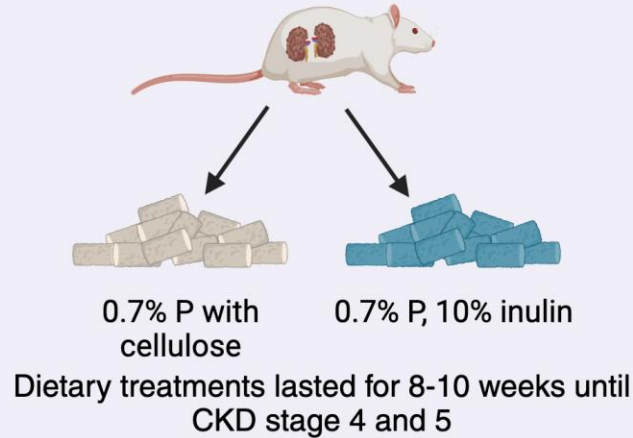 0.7% P with
cellulose
0.7% P, 10% inulin
Dietary treatments lasted for 8-10 weeks until
CKD stage 4 and 5